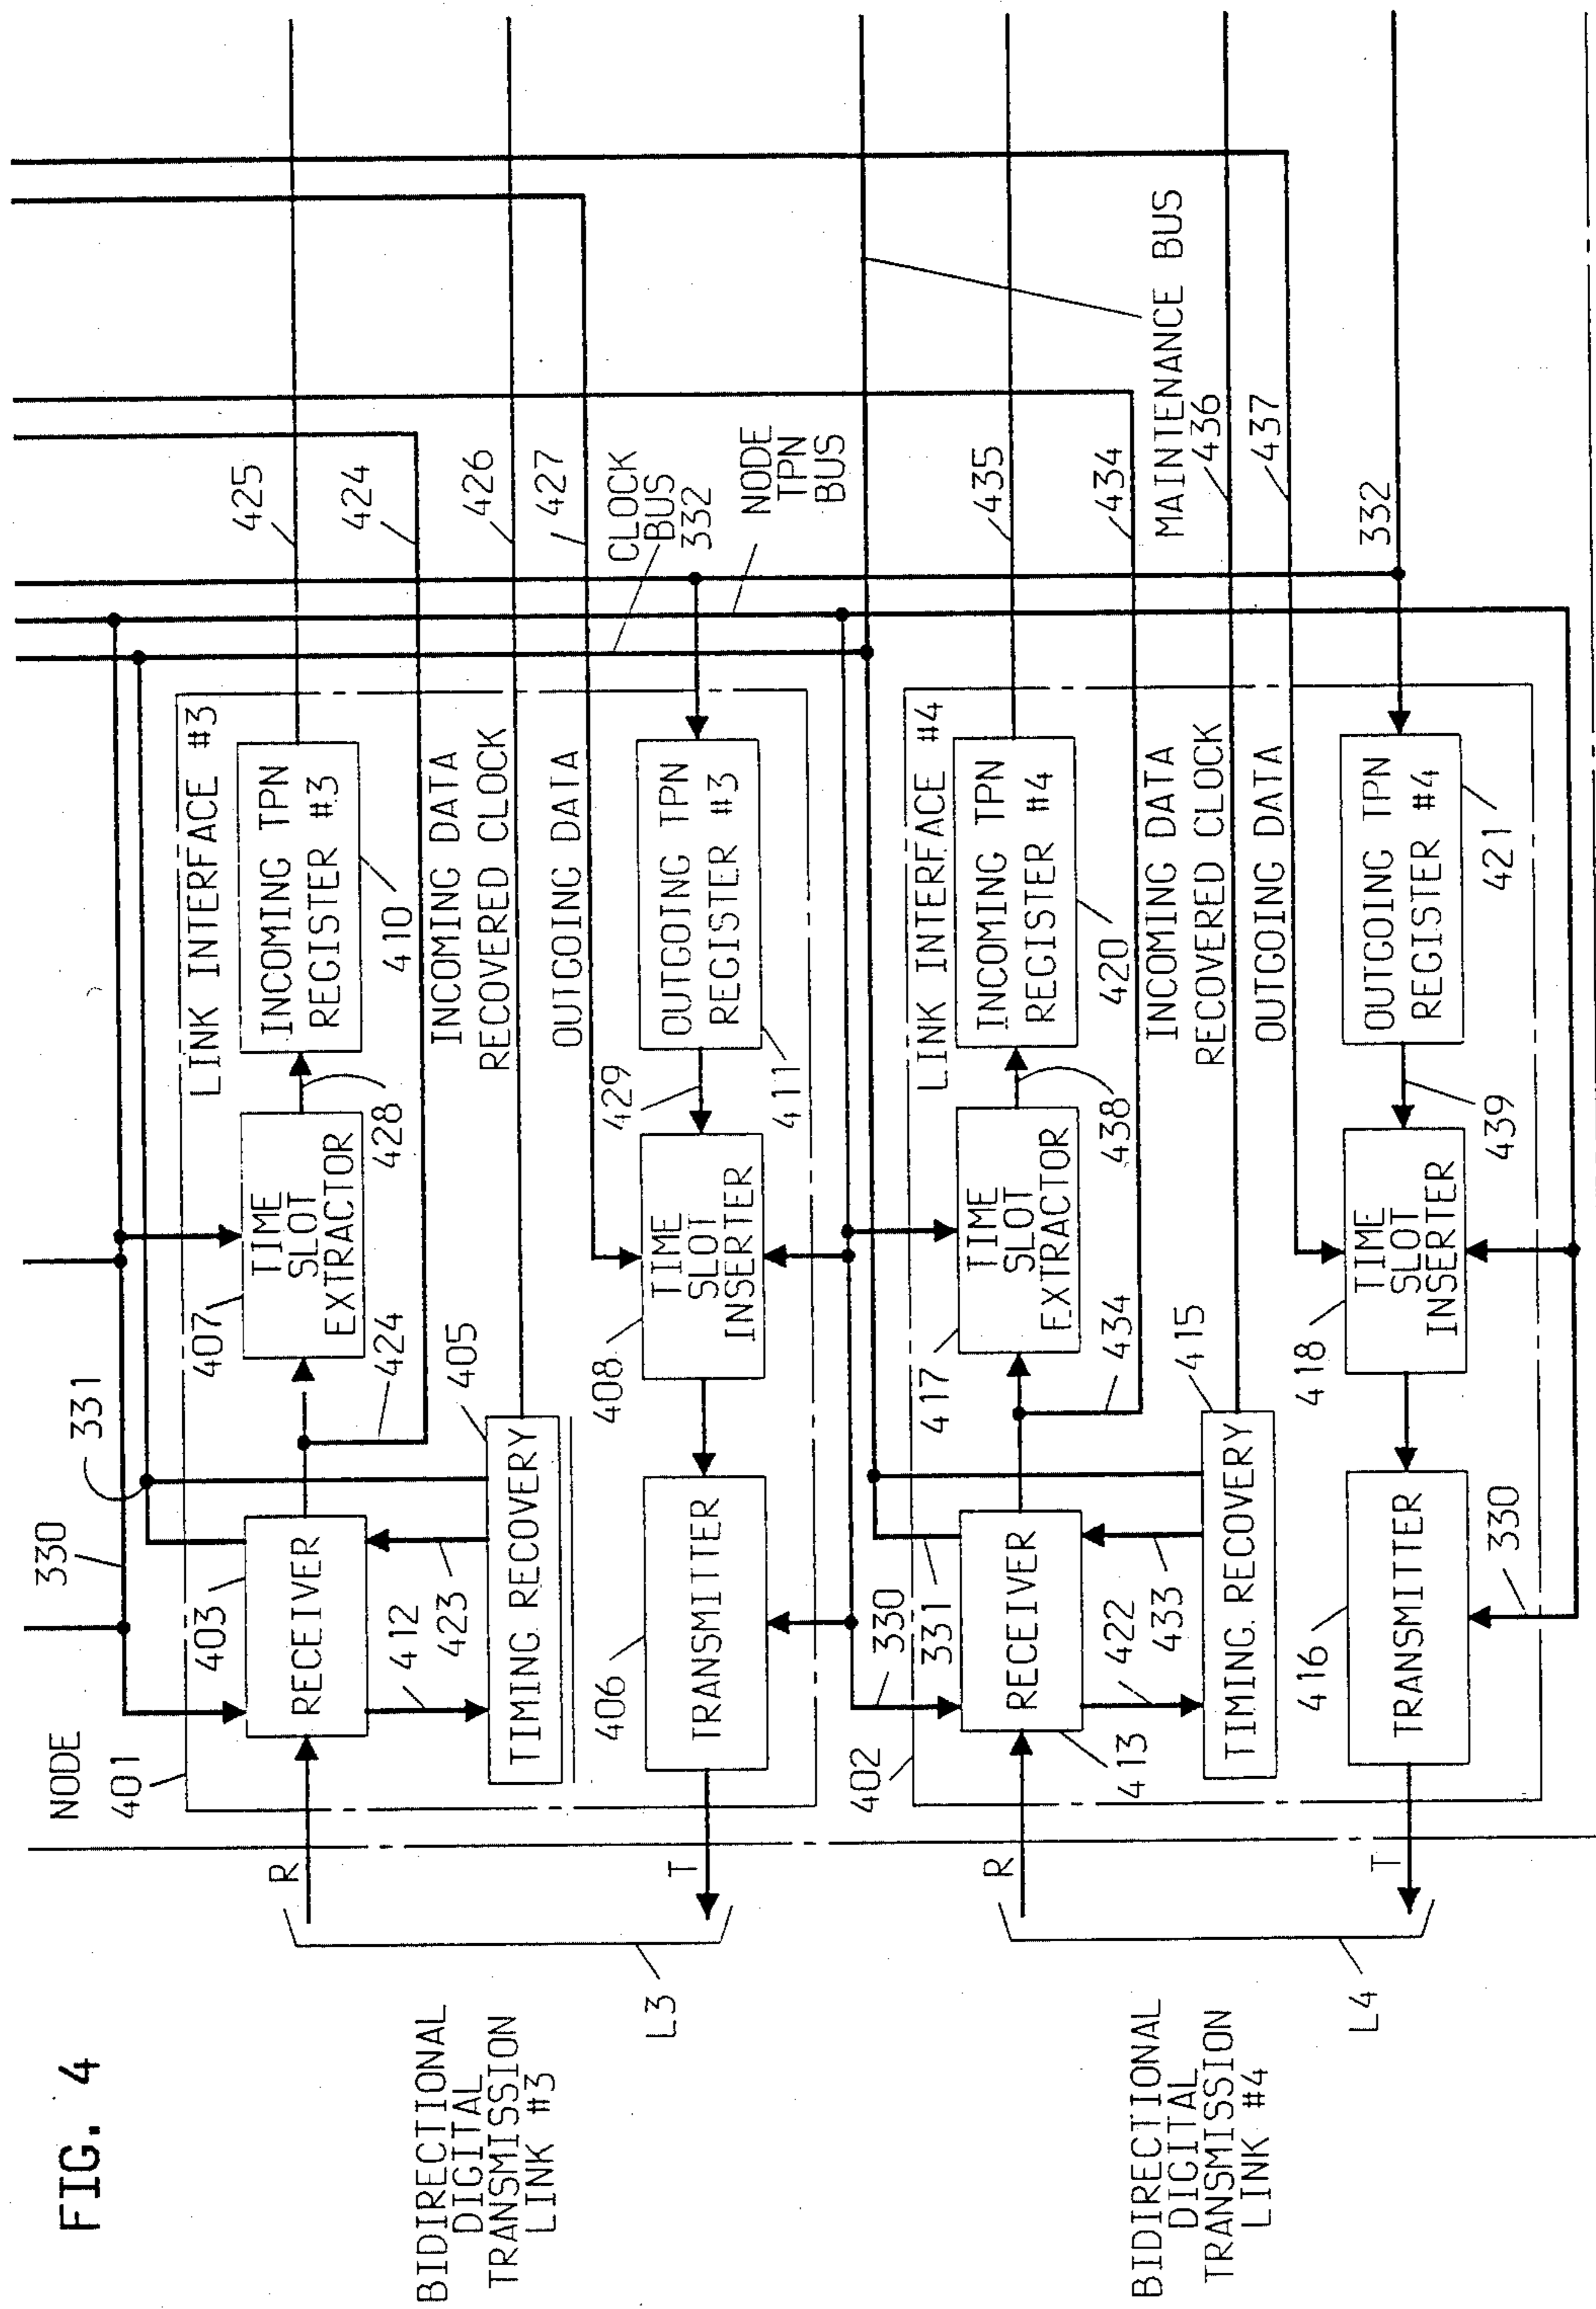 FIG. 4
BIDIRECTIONAL
DIGITAL
TRANSMISSION
LINK #3
L3
R
T
BIDIRECTIONAL
DIGITAL
TRANSMISSION
LINK #4
L4
R
T
NODE
401
330
331
403
RECEIVER
412
423
TIMING RECOVERY
405
424
407
TIME
SLOT
EXTRACTOR
428
LINK INTERFACE #3
INCOMING TPN
REGISTER #3
410
INCOMING DATA
RECOVERED CLOCK
OUTGOING DATA
425
424
426
427
406
TRANSMITTER
408
TIME
SLOT
INSERTER
429
OUTGOING TPN
REGISTER #3
411
CLOCK
BUS
332
NODE
TPN
BUS
MAINTENANCE BUS
402
330
331
RECEIVER
413
422
433
TIMING. RECOVERY
415
434
417
TIME
SLOT
EXTRACTOR
438
LINK INTERFACE #4
INCOMING TPN
REGISTER #4
420
INCOMING DATA
RECOVERED CLOCK
OUTGOING DATA
435
434
436
437
332
416
TRANSMITTER
330
418
TIME
SLOT
INSERTER
439
OUTGOING TPN
REGISTER #4
421